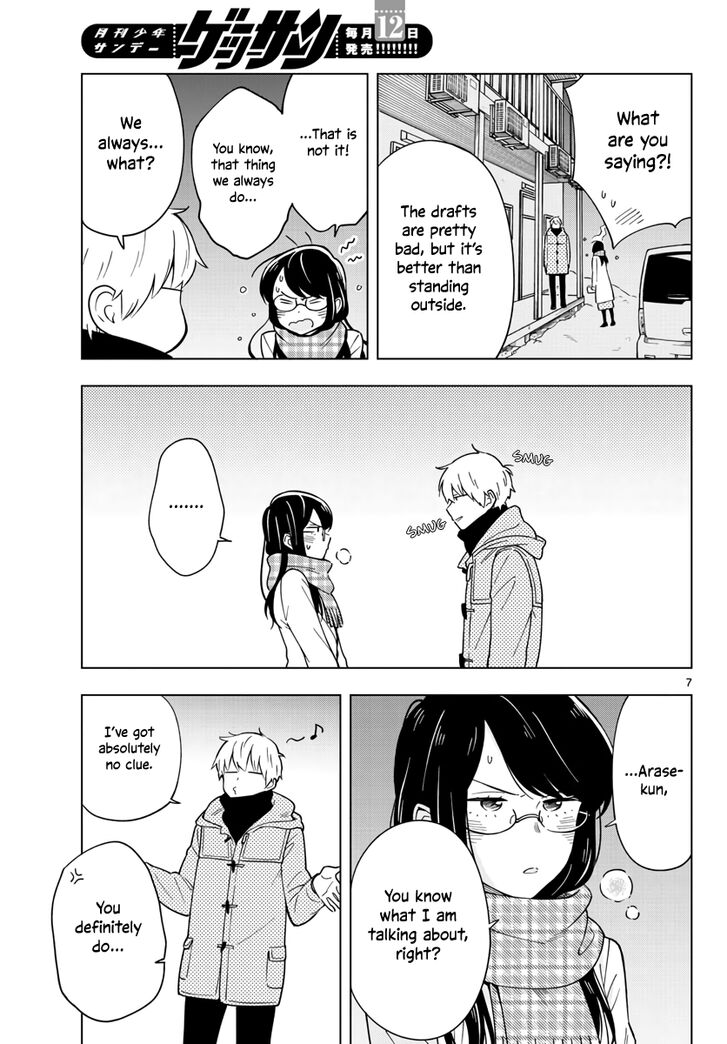 月刊少年
サンデー
ゲッサン
毎月12日
発売!!!!!!!!!
What
are you
saying?!
The drafts
are pretty
bad, but it's
better than
standing
outside.
...That is
not it!
You know,
that thing
we always
do...
We
always...
what?
SMUG
SMUG
........
7
...Arase-
kun,
You know
what I am
talking about,
right?
I've got
absolutely
no clue.
You
definitely
do...